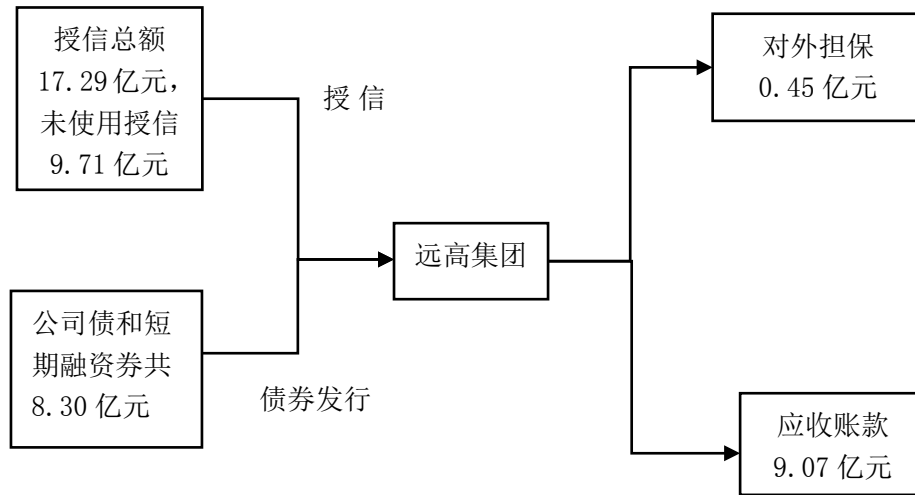 授信总额
17.29亿元，
未使用授信
9.71亿元
授信
对外担保
0.45亿元
远高集团
公司债和短
期融资券共
8.30亿元
债券发行
应收账款
9.07亿元